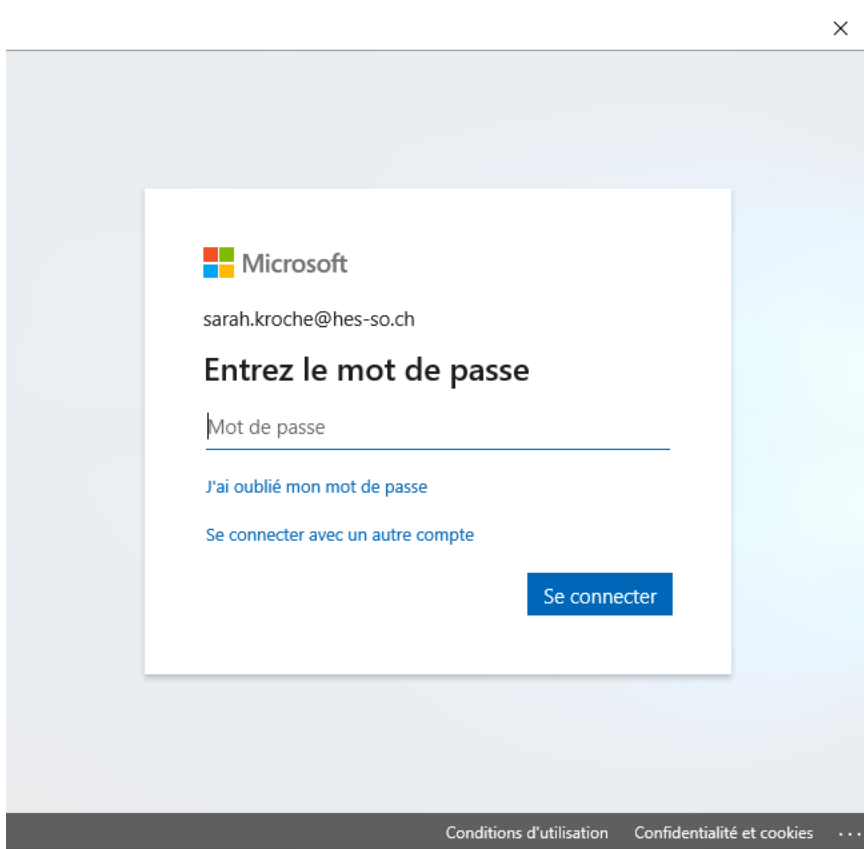 Microsoft
sarah.kroche@hes-so.ch
Entrez le mot de passe
Mot de passe
J'ai oublié mon mot de passe
Se connecter avec un autre compte
Se connecter
Conditions d'utilisation Confidentialité et cookies ...